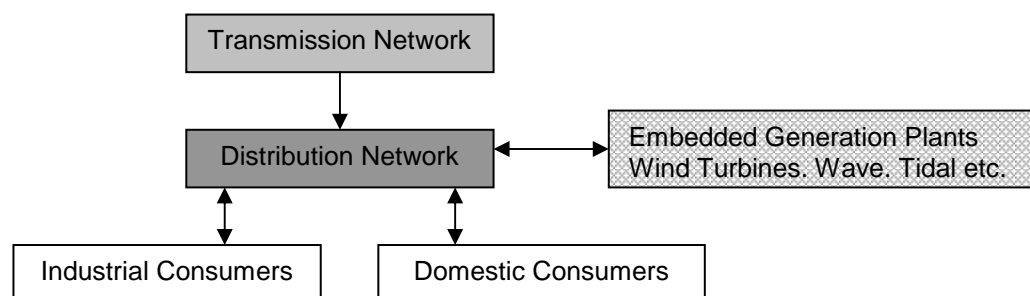 Transmission Network
Distribution Network
Embedded Generation Plants
Wind Turbines. Wave. Tidal etc.
Industrial Consumers
Domestic Consumers